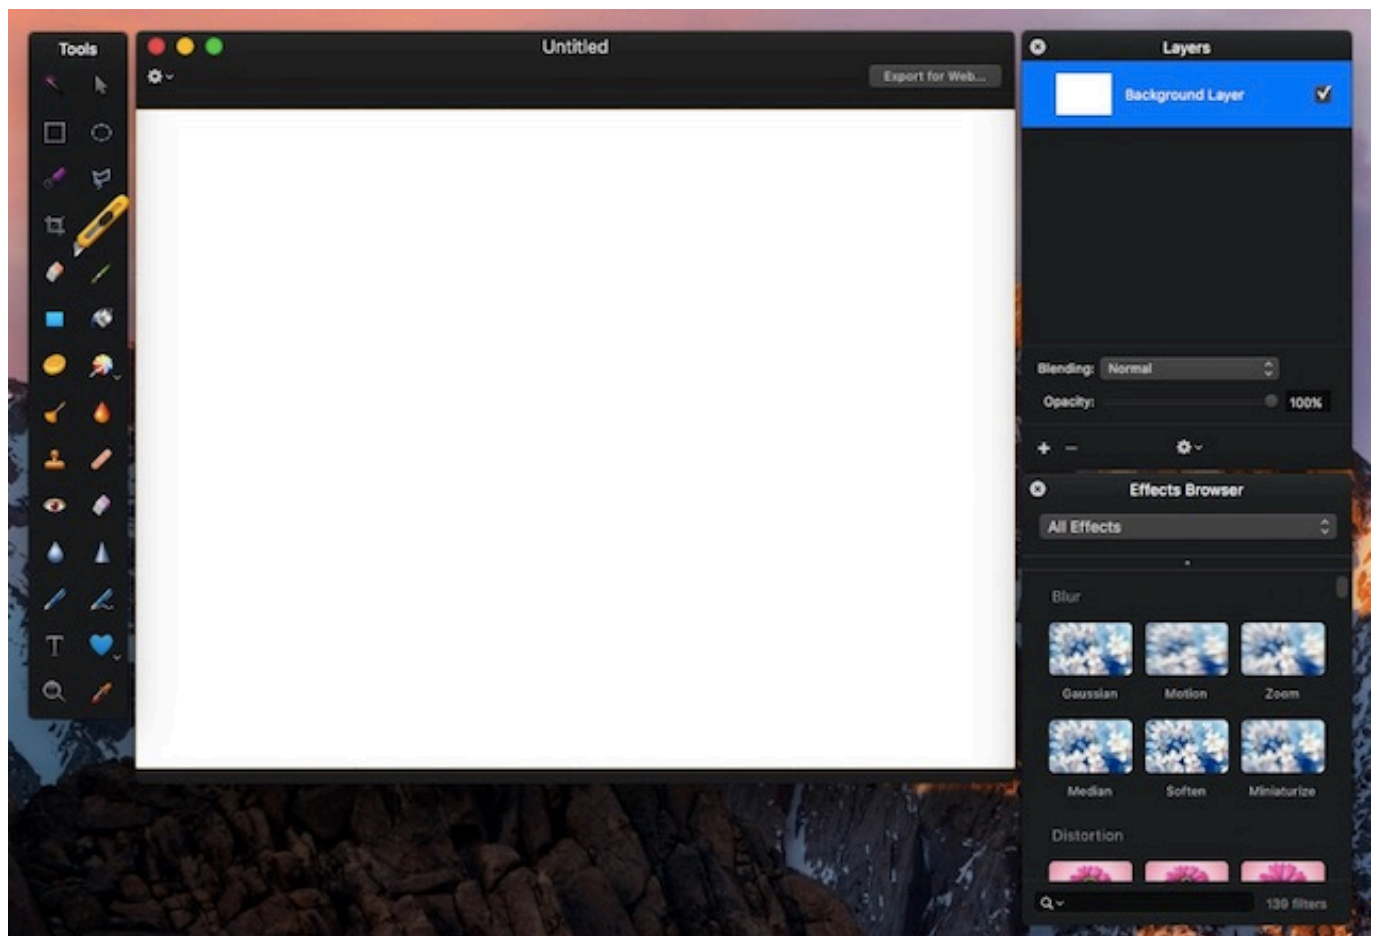 Tools
Untitled
Export for Web...
Layers
Background Layer
Blending: Normal
Opacity: 100%
Effects Browser
All Effects
Blur
Gaussian Motion Zoom
Median Soften Miniaturize
Distortion
139 filters